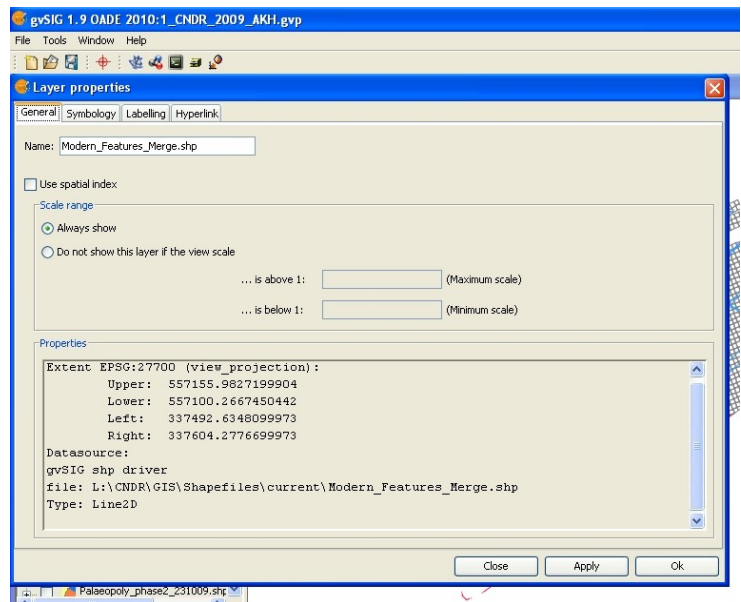 gvSIG 1.9 OADE 2010:1_CNDR_2009_AKH.gvp
File Tools Window Help
Layer properties
General Symbology Labelling Hyperlink
Name: Modern_Features_Merge.shp
Use spatial index
Scale range
Always show
Do not show this layer if the view scale
... is above 1: (Maximum scale)
... is below 1: (Minimum scale)
Properties
Extent EPSG:27700 (view_projection):
Upper: 557155.9827199904
Lower: 557100.2667450442
Left: 337492.6348099973
Right: 337604.2776699973
Datasource:
gvSIG shp driver
file: L:\CNDR\GIS\Shapefiles\current\Modern_Features_Merge.shp
Type: Line2D
Close Apply Ok
Palaeopoly_phase2_231009.shp